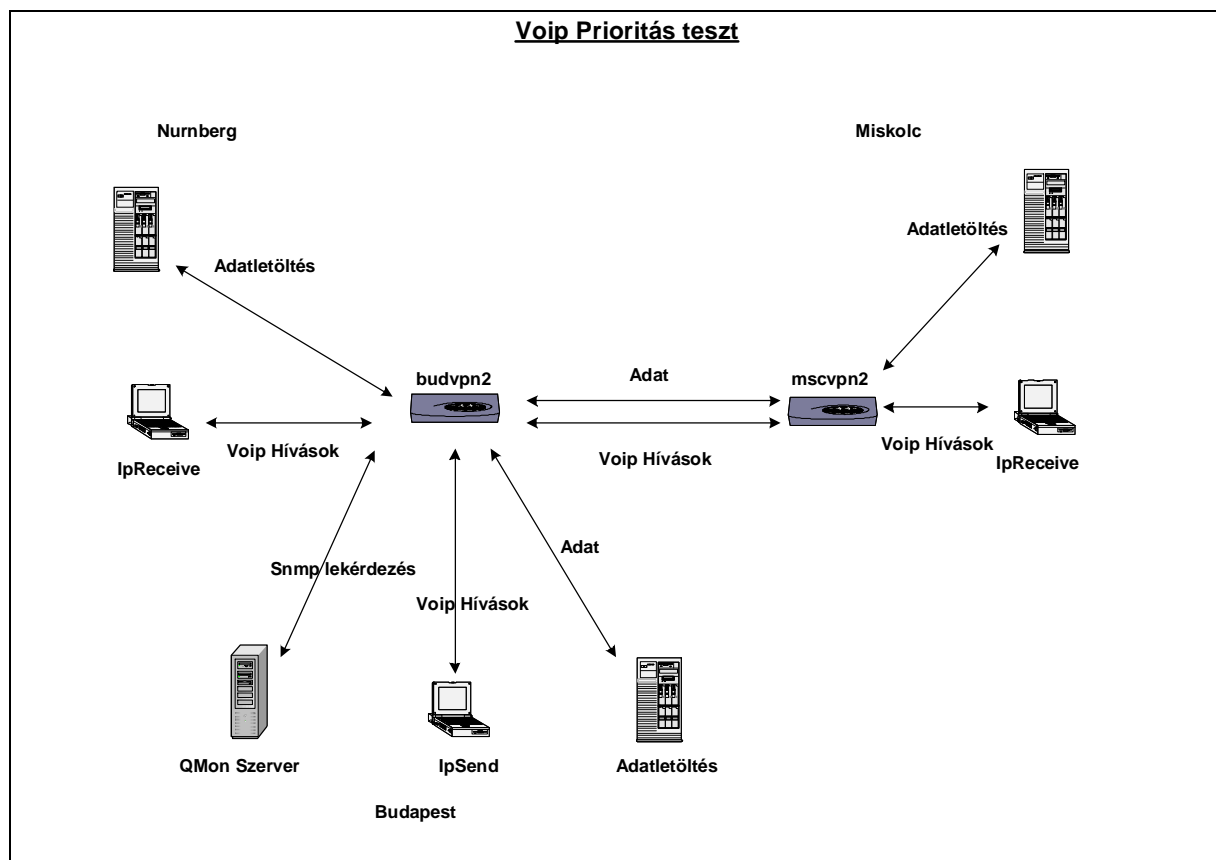 Voip Prioritás teszt
Nurnberg
Miskolc
Adatletöltés
Adatletöltés
budvpn2
Adat
mscvpn2
Voip Hívások
Voip Hívások
Voip Hívások
IpReceive
IpReceive
Adat
Snmp lekérdezés
Voip Hívások
QMon Szerver
IpSend
Adatletöltés
Budapest